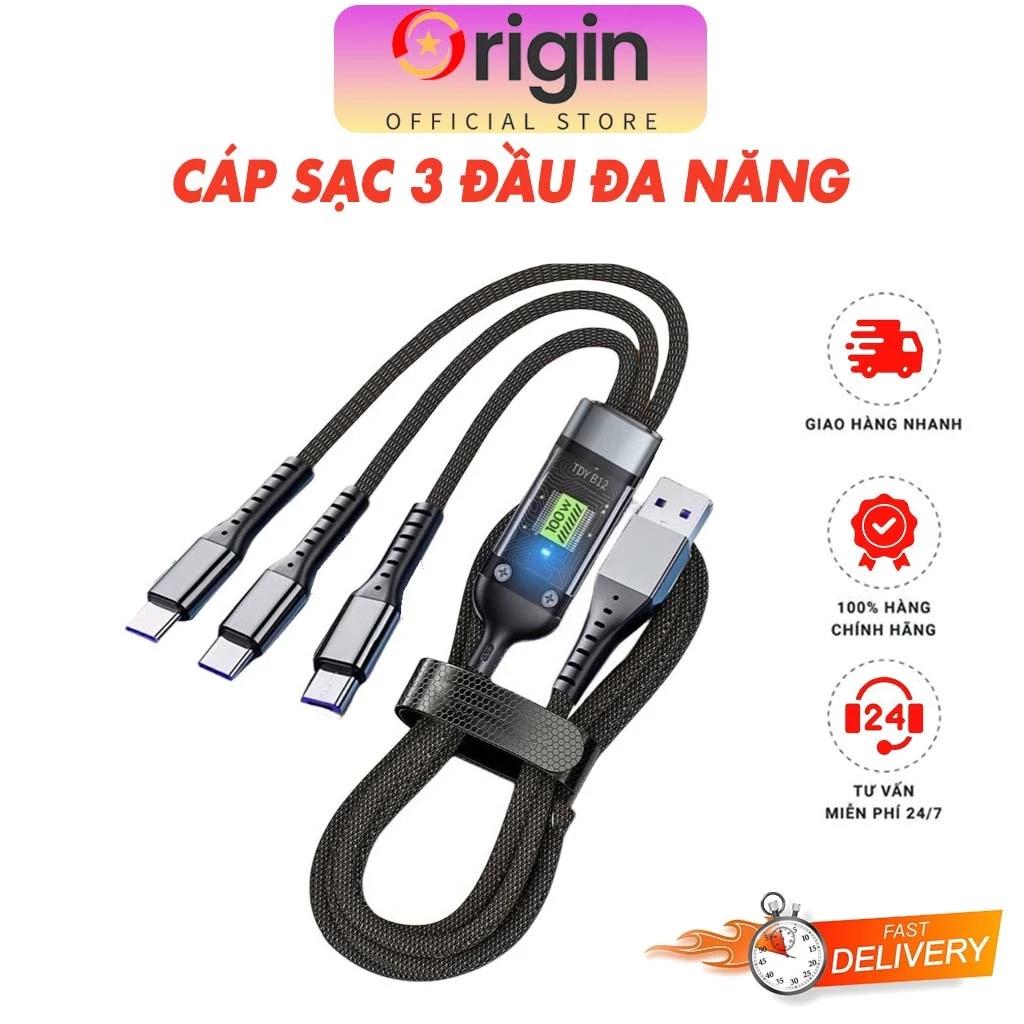 Origin
OFFICIAL STORE
CÁP SẠC 3 ĐẦU ĐA NĂNG
GIAO HÀNG NHANH
TDY B12
100W
100% HÀNG
CHÍNH HÃNG
24
TƯ VẤN
MIỄN PHÍ 24/7
FAST
DELIVERY